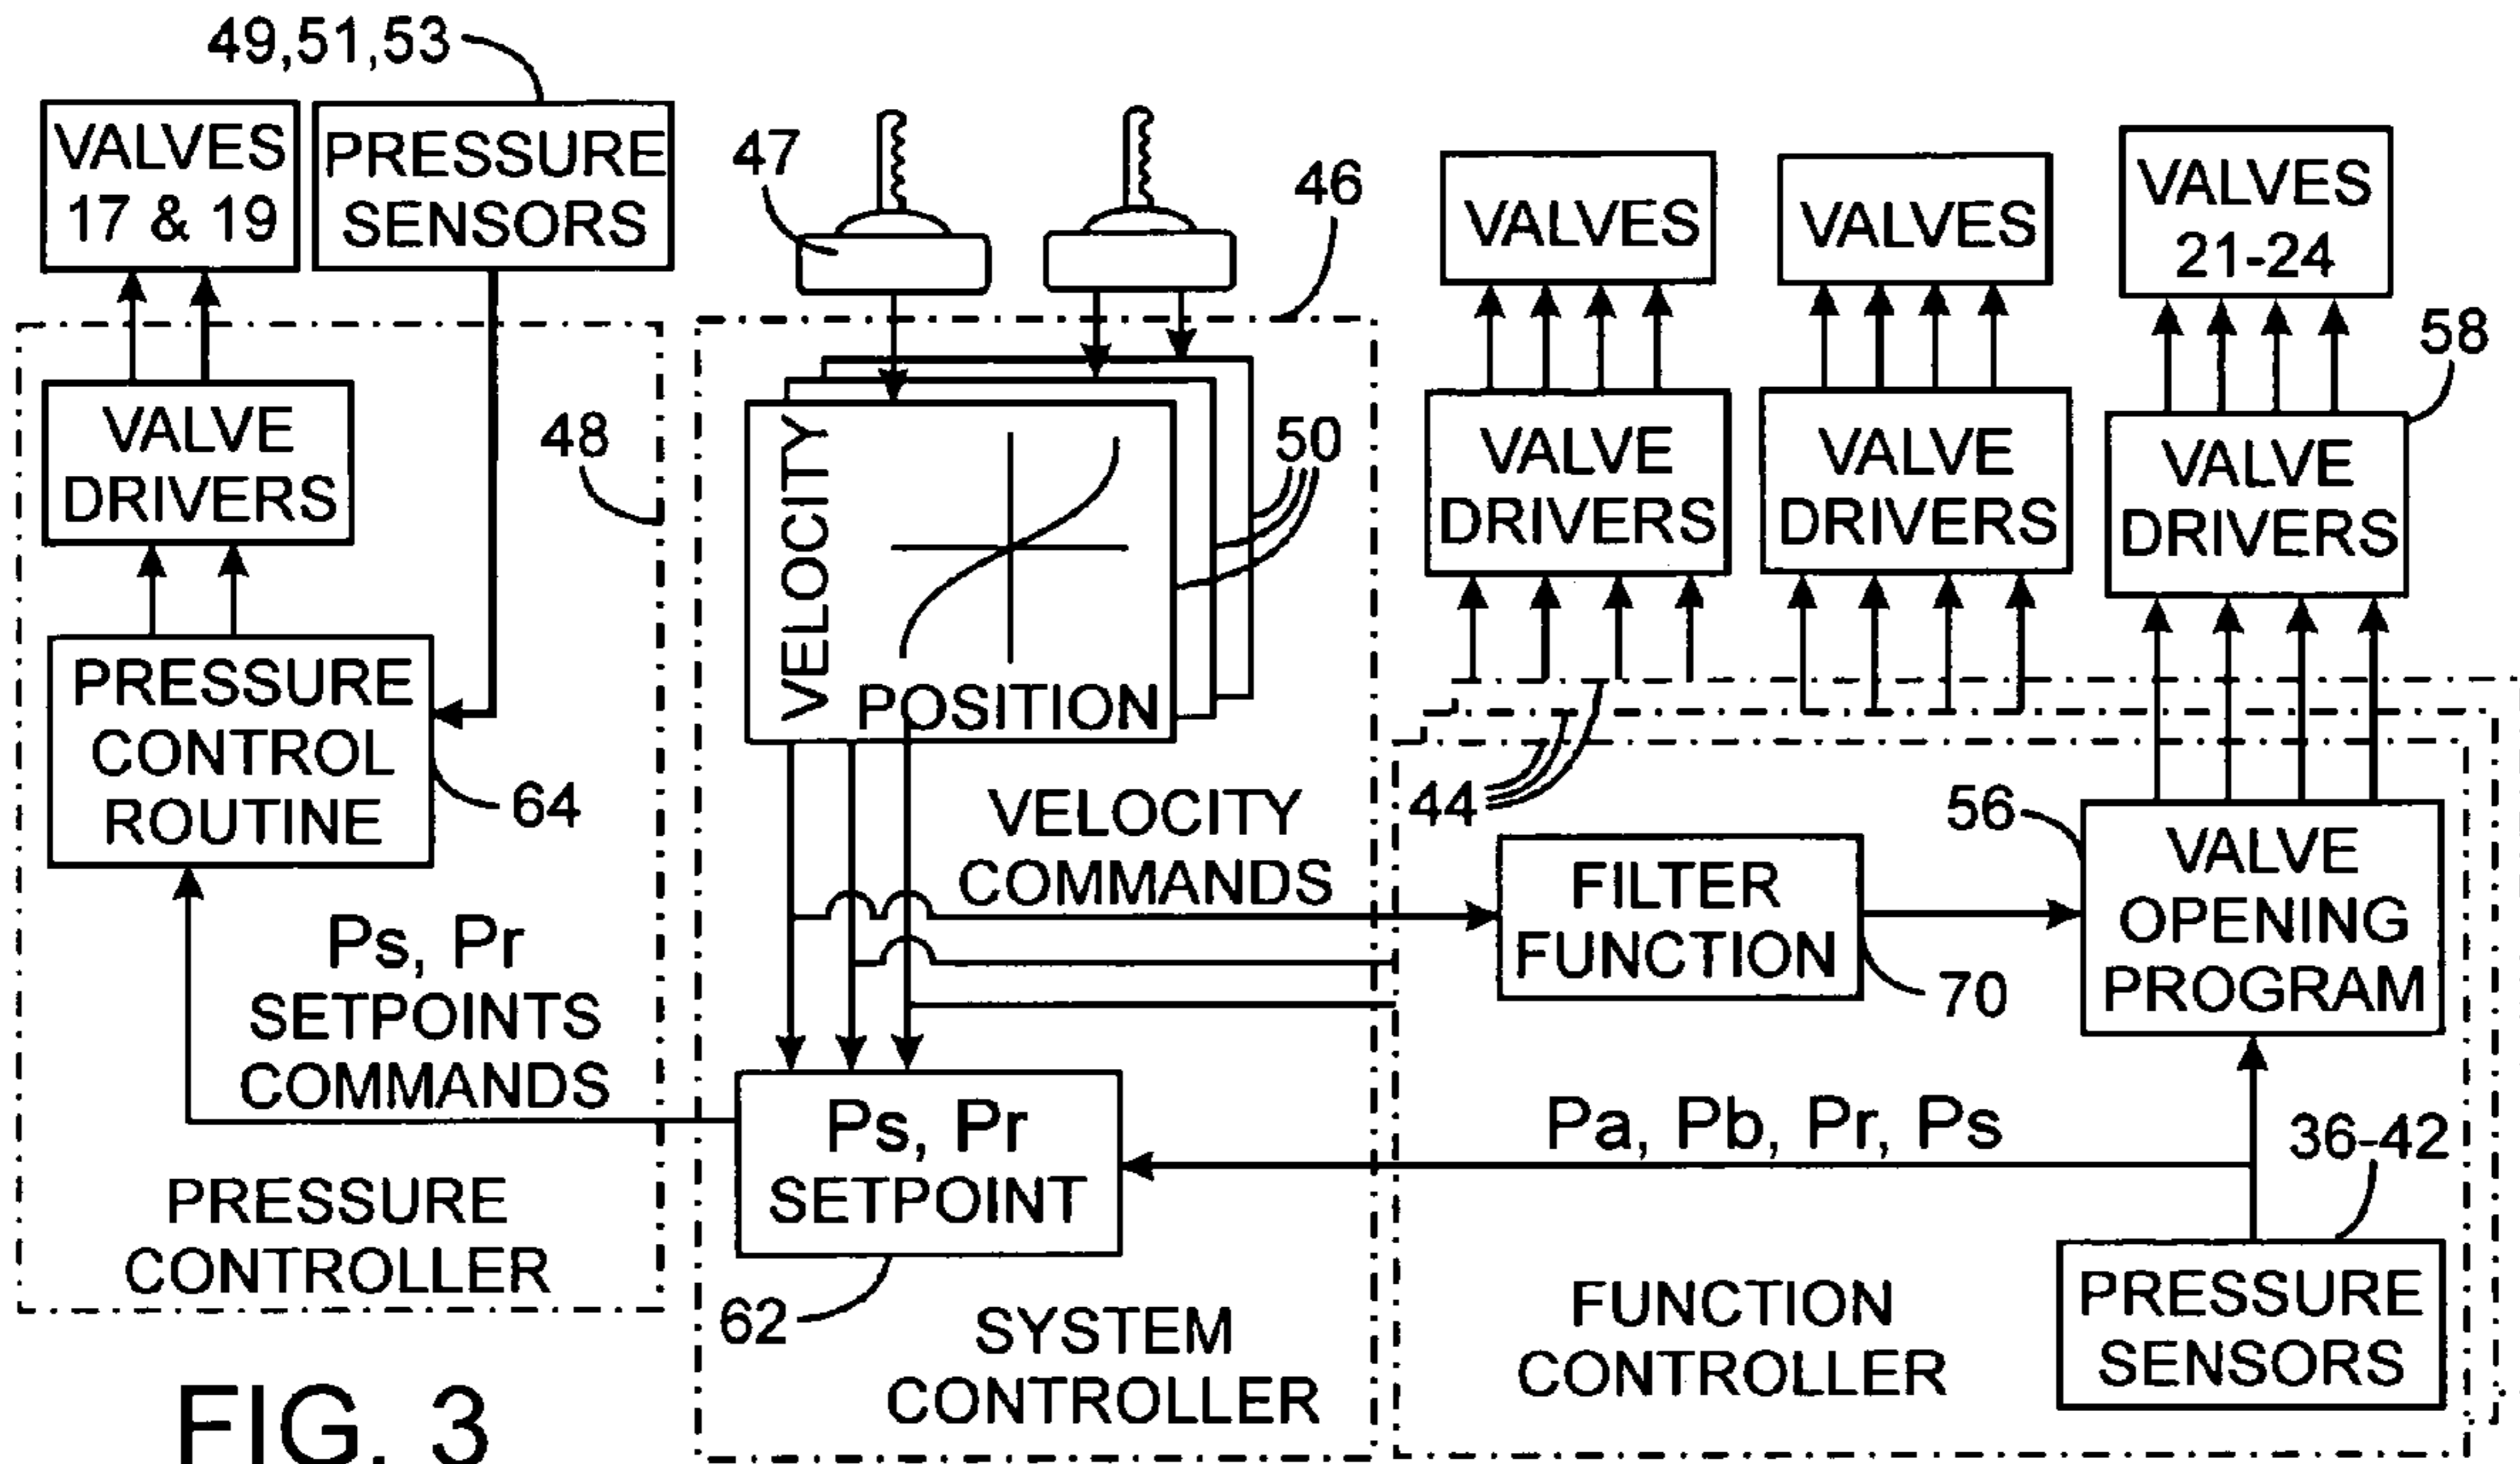 49,51,53
VALVES
17 & 19
PRESSURE
SENSORS
47
46
VALVES
VALVES
VALVES
21-24
58
VALVE
DRIVERS
48
VELOCITY
POSITION
50
VALVE
DRIVERS
VALVE
DRIVERS
VALVE
DRIVERS
PRESSURE
CONTROL
ROUTINE
64
VELOCITY
COMMANDS
44
56
FILTER
FUNCTION
70
VALVE
OPENING
PROGRAM
Ps, Pr
SETPOINTS
COMMANDS
Ps, Pr
SETPOINT
62
Pa, Pb, Pr, Ps
36-42
PRESSURE
SENSORS
PRESSURE
CONTROLLER
SYSTEM
CONTROLLER
FUNCTION
CONTROLLER
FIG. 3